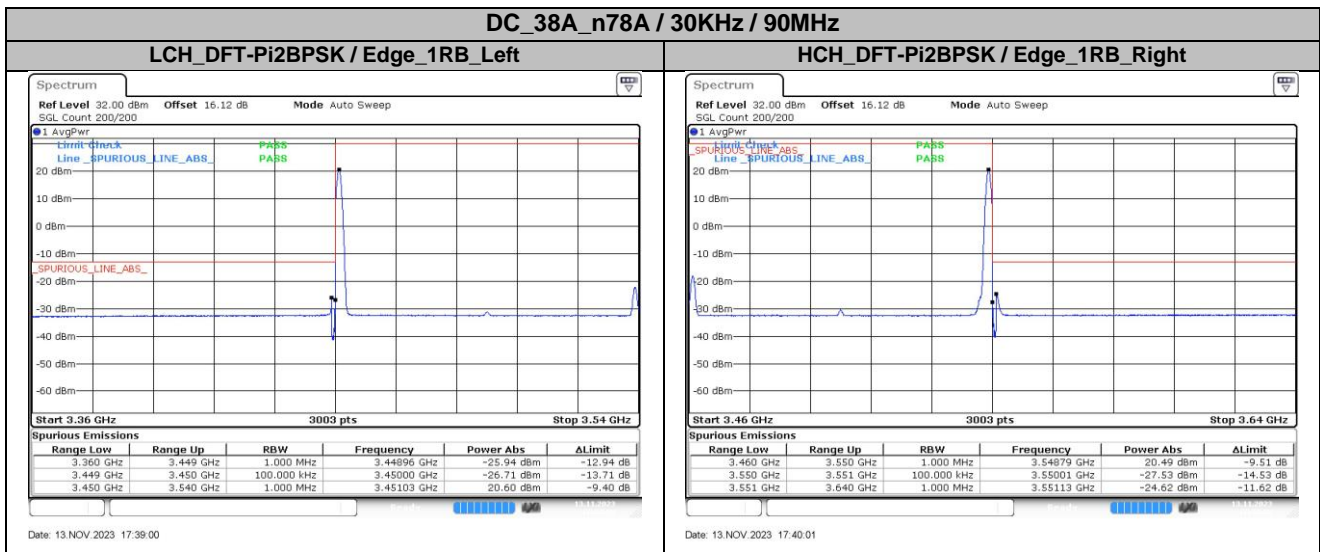 DC_38A_n78A / 30KHz / 90MHz
LCH_DFT-Pi2BPSK / Edge_1RB_Left
Spectrum
Ref Level 32.00 dBm Offset 16.12 dB Mode Auto Sweep
SGL Count 200/200
1 AvgPwr
Limit Check PASS
Line _SPURIOUS_LINE_ABS_ PASS
20 dBm
10 dBm
0 dBm
-10 dBm
_SPURIOUS_LINE_ABS_
-20 dBm
-30 dBm
-40 dBm
-50 dBm
-60 dBm
Start 3.36 GHz 3003 pts Stop 3.54 GHz
Spurious Emissions
Range Low Range Up RBW Frequency Power Abs ΔLimit
3.360 GHz 3.449 GHz 1.000 MHz 3.44896 GHz -25.94 dBm -12.94 dB
3.449 GHz 3.450 GHz 100.000 kHz 3.45000 GHz -26.71 dBm -13.71 dB
3.450 GHz 3.540 GHz 1.000 MHz 3.45103 GHz 20.60 dBm -9.40 dB
Date: 13.NOV.2023 17:39:00
HCH_DFT-Pi2BPSK / Edge_1RB_Right
Spectrum
Ref Level 32.00 dBm Offset 16.12 dB Mode Auto Sweep
SGL Count 200/200
1 AvgPwr
Limit Check PASS
_SPURIOUS_LINE_ABS_
Line _SPURIOUS_LINE_ABS_ PASS
20 dBm
10 dBm
0 dBm
-10 dBm
-20 dBm
-30 dBm
-40 dBm
-50 dBm
-60 dBm
Start 3.46 GHz 3003 pts Stop 3.64 GHz
Spurious Emissions
Range Low Range Up RBW Frequency Power Abs ΔLimit
3.460 GHz 3.550 GHz 1.000 MHz 3.54879 GHz 20.49 dBm -9.51 dB
3.550 GHz 3.551 GHz 100.000 kHz 3.55001 GHz -27.53 dBm -14.53 dB
3.551 GHz 3.640 GHz 1.000 MHz 3.55113 GHz -24.62 dBm -11.62 dB
Date: 13.NOV.2023 17:40:01